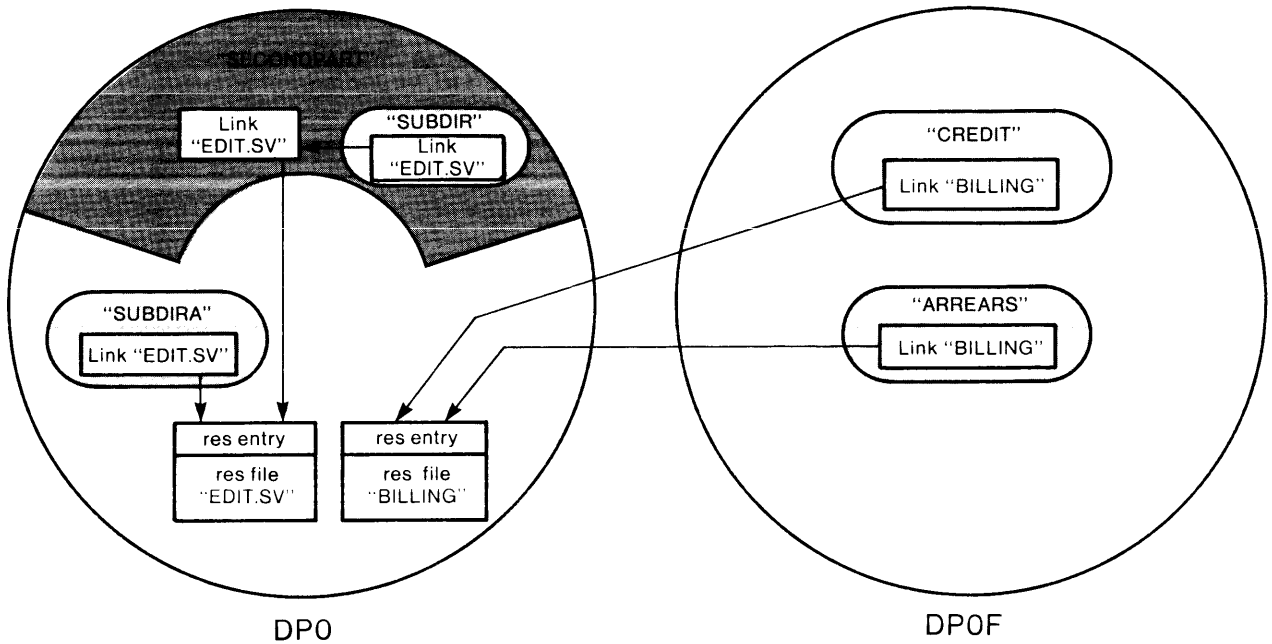 "SECONDPART"
Link
"EDIT.SV"
"SUBDIR"
Link
"EDIT.SV"
"CREDIT"
Link "BILLING"
"SUBDIRA"
Link "EDIT.SV"
"ARREARS"
Link "BILLING"
res entry
res file
"EDIT.SV"
res entry
res file
"BILLING"
DP0
DP0F